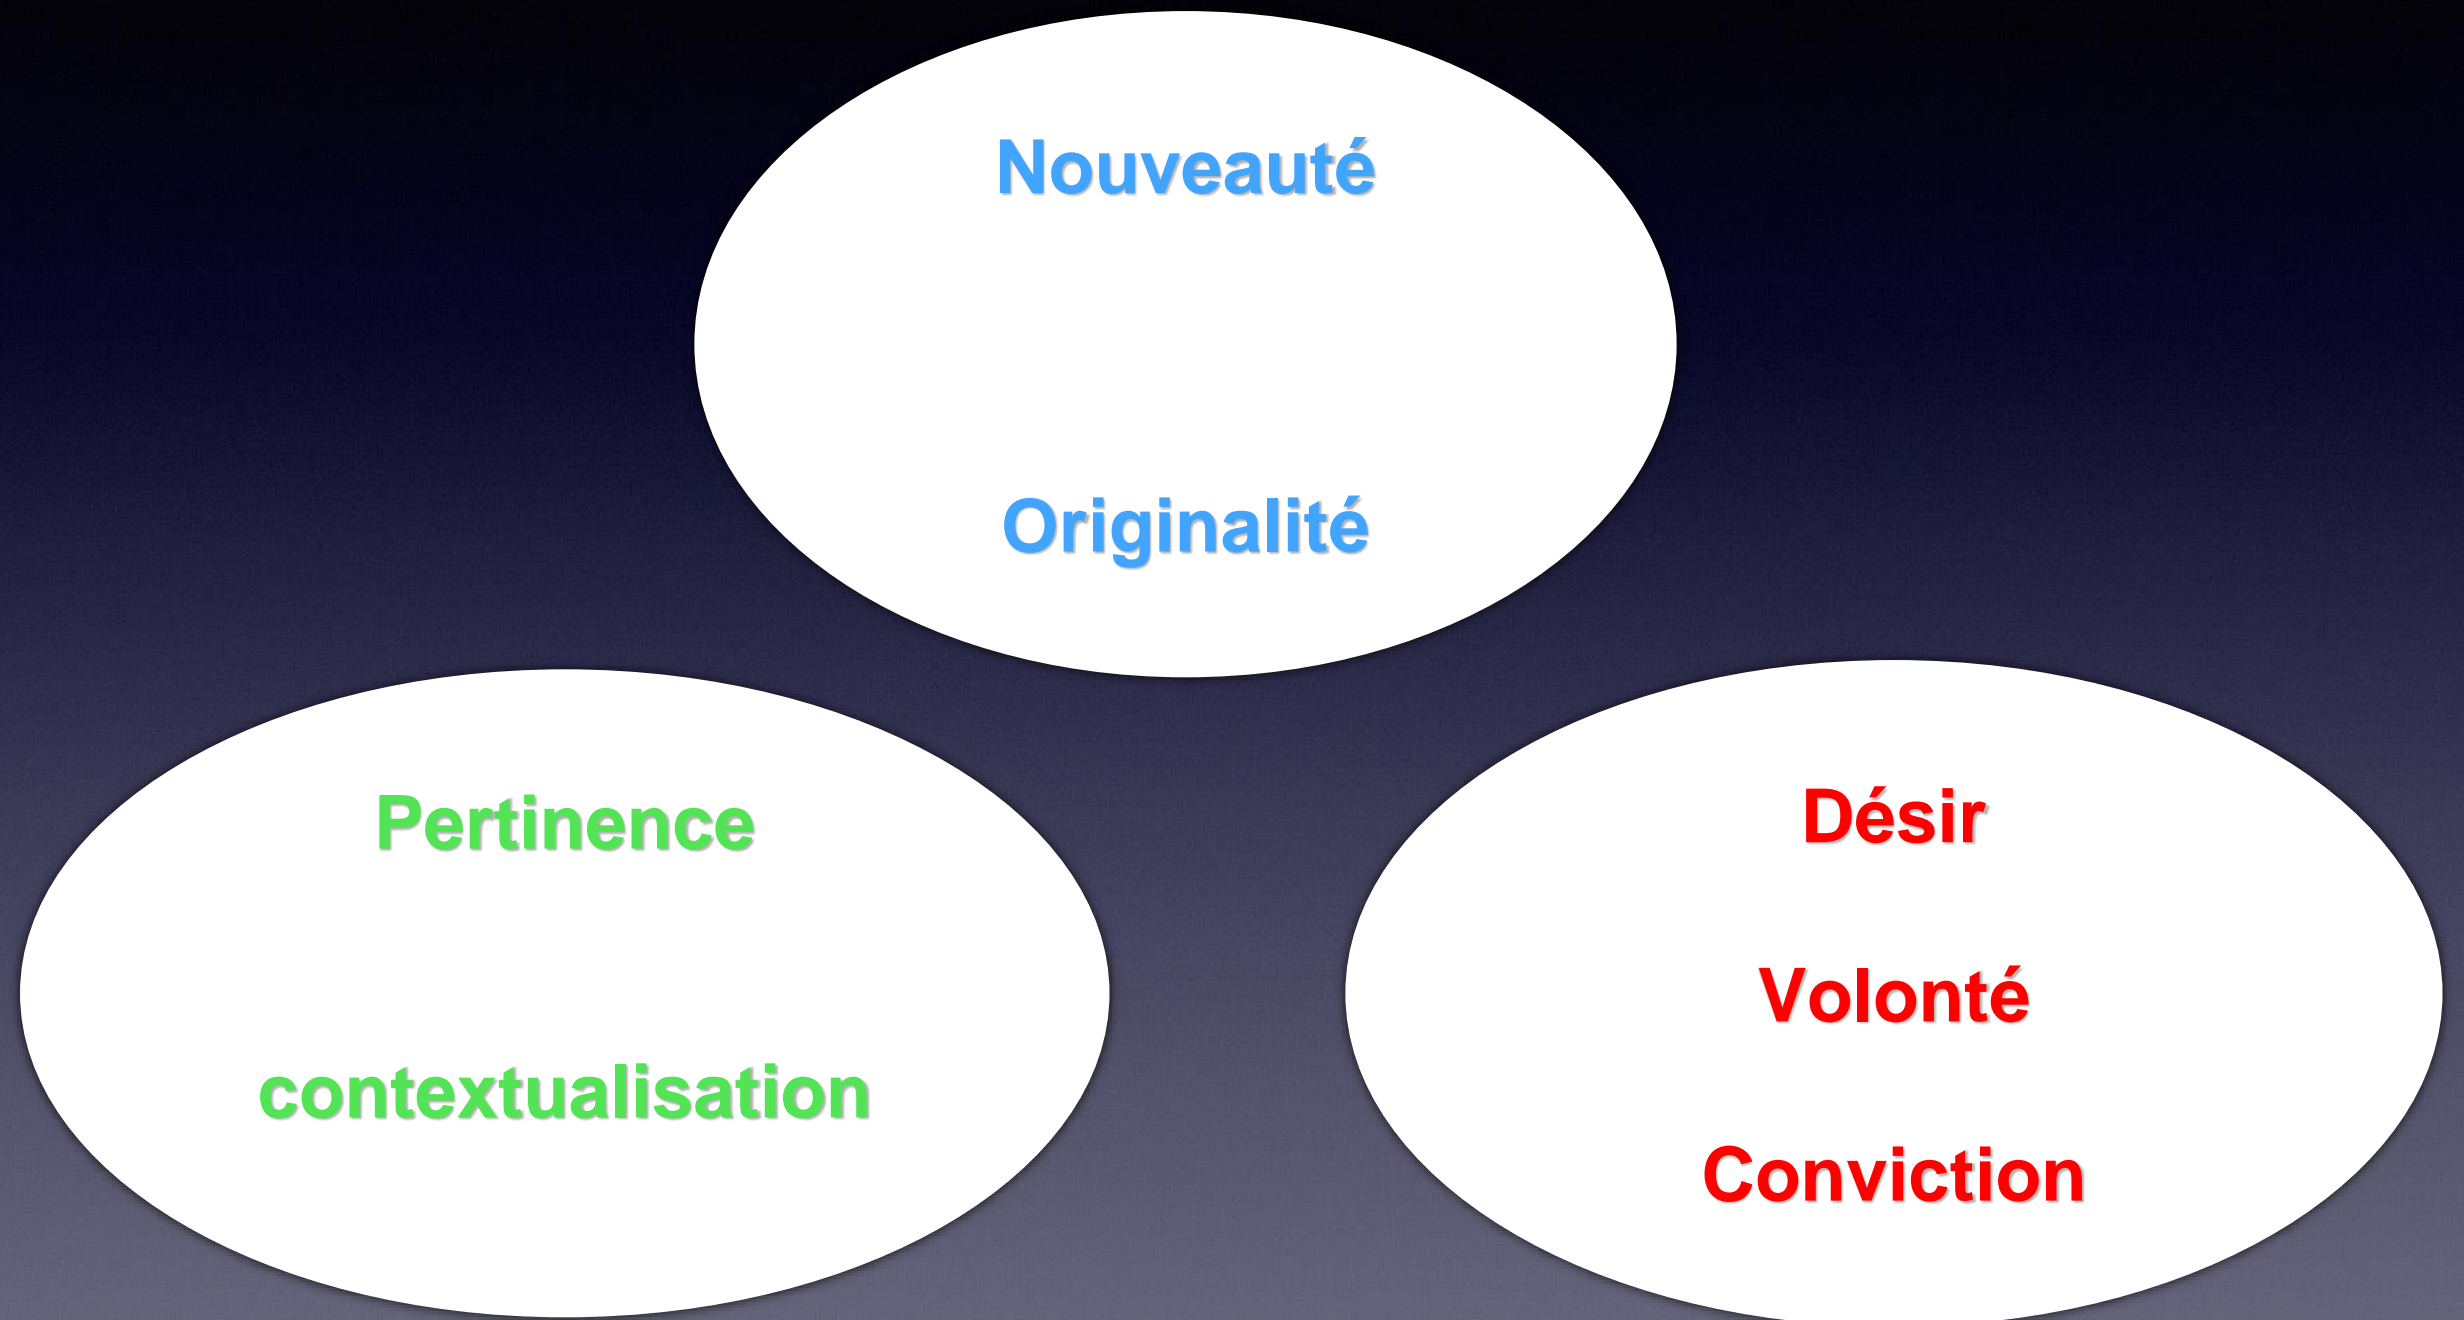 Nouveauté
Originalité
Pertinence
contextualisation
Désir
Volonté
Conviction